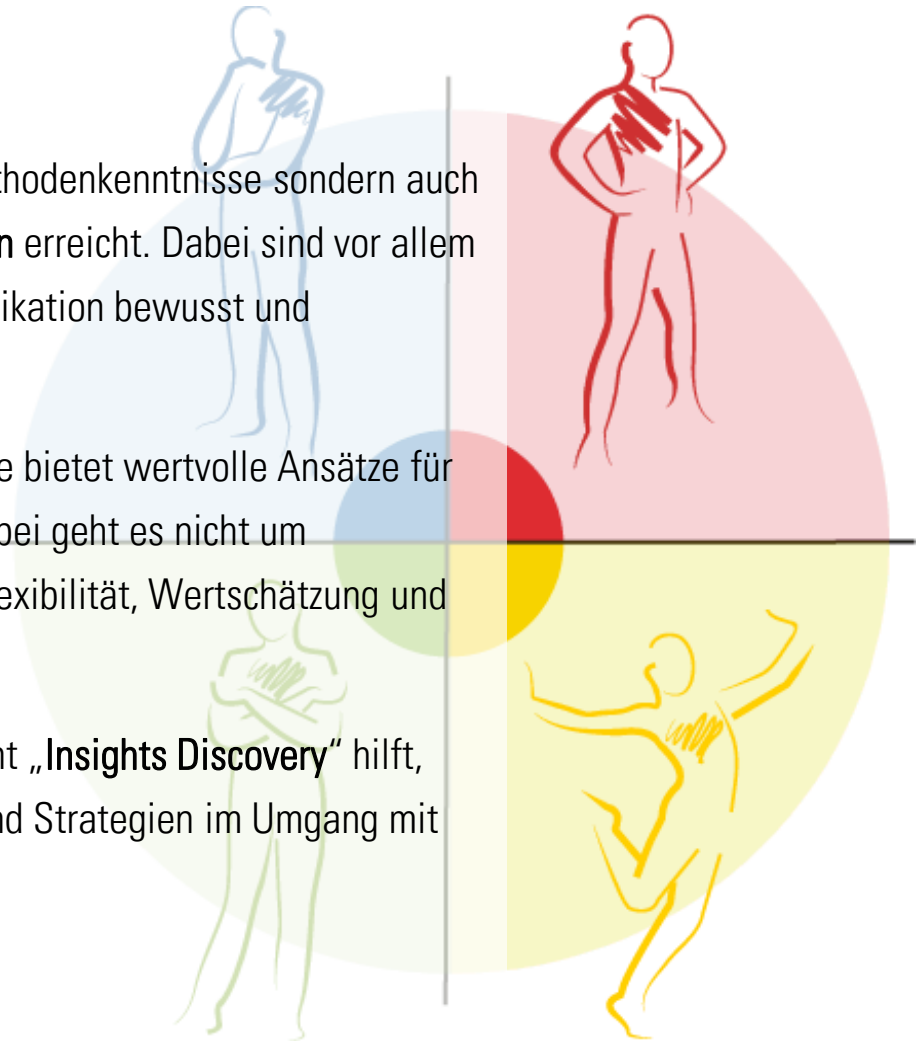 thodenkenntnisse sondern auch
n erreicht. Dabei sind vor allem
ikation bewusst und
e bietet wertvolle Ansätze für
bei geht es nicht um
exibilität, Wertschätzung und
nt „Insights Discovery“ hilft,
nd Strategien im Umgang mit